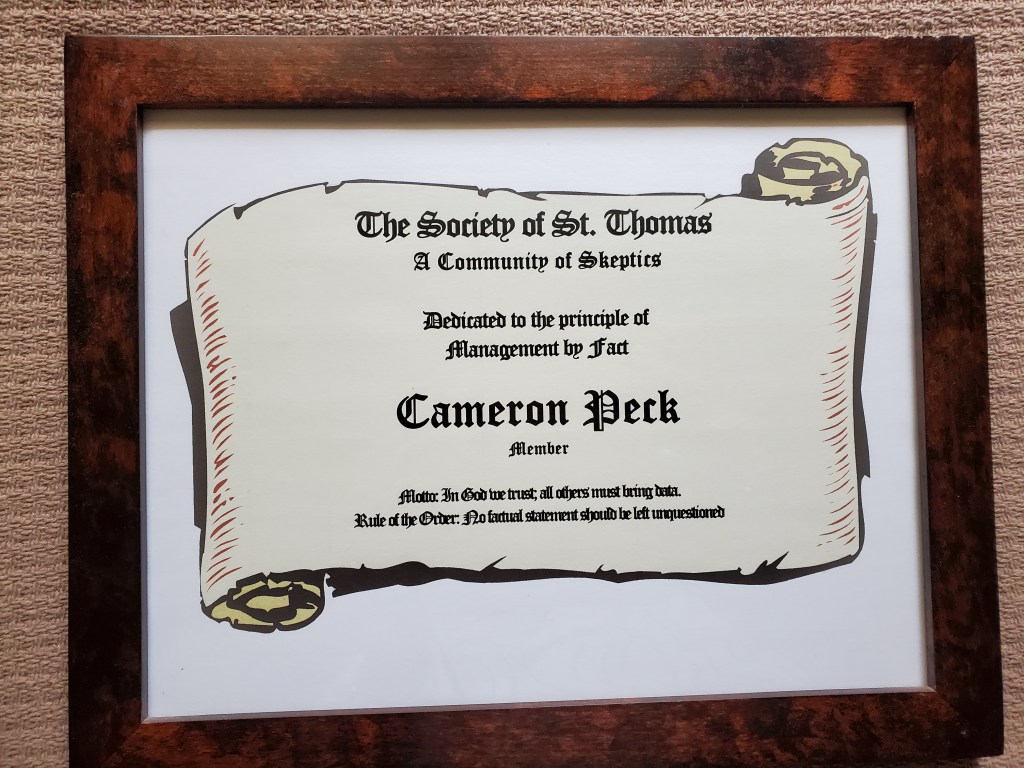 The Society of St. Thomas
A Community of Skeptics
Dedicated to the principle of
Management by Fact
Cameron Peck
Member
Motto: In God we trust; all others must bring data.
Rule of the Order: No factual statement should be left unquestioned